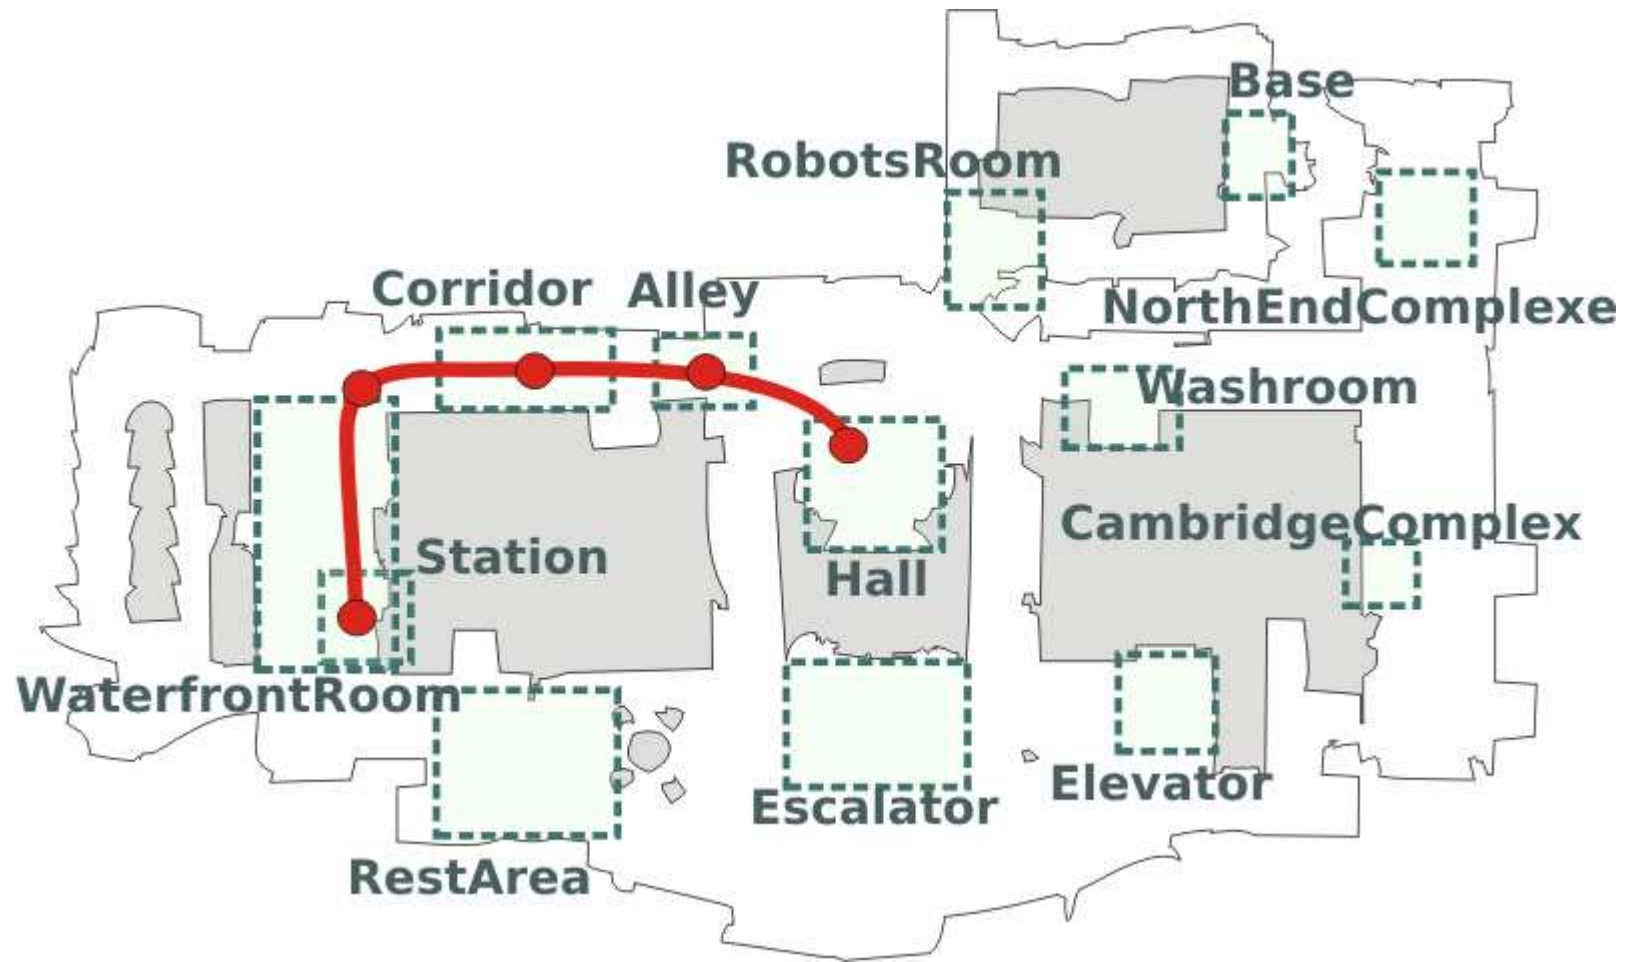 Base
RobotsRoom
Corridor
Alley
NorthEndComplexe
Washroom
CambridgeComplex
Station
Hall
WaterfrontRoom
Elevator
Escalator
RestArea